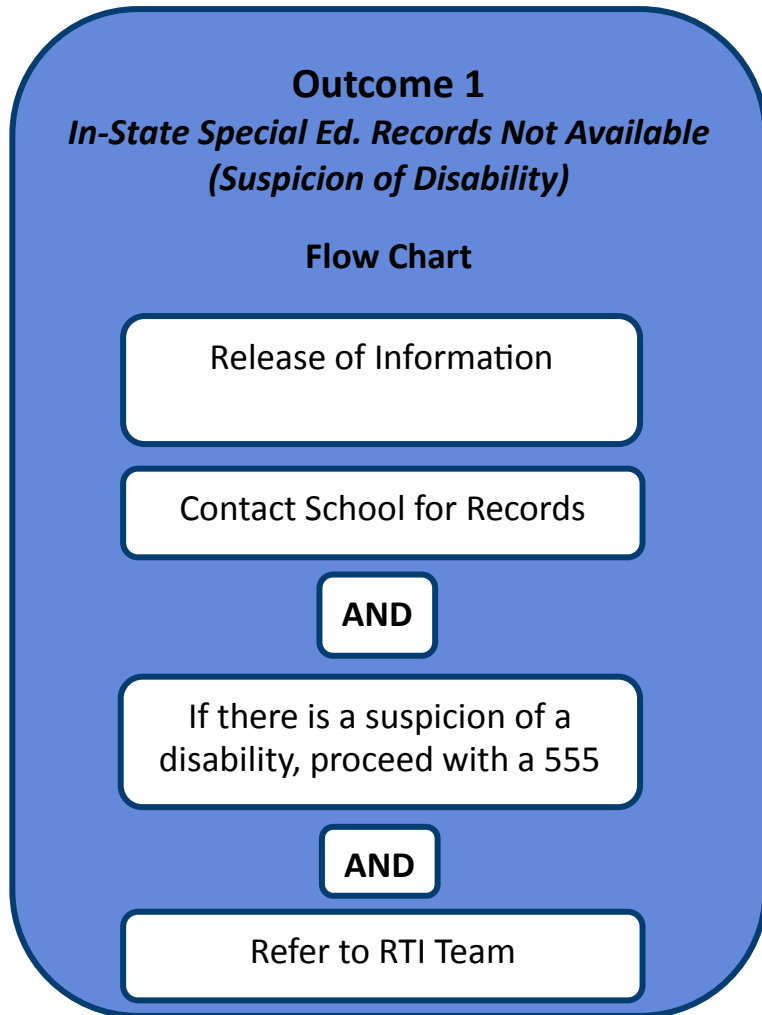 Outcome 1
In-State Special Ed. Records Not Available
(Suspicion of Disability)
Flow Chart
Release of Information
Contact School for Records
AND
If there is a suspicion of a
disability, proceed with a 555
AND
Refer to RTI Team